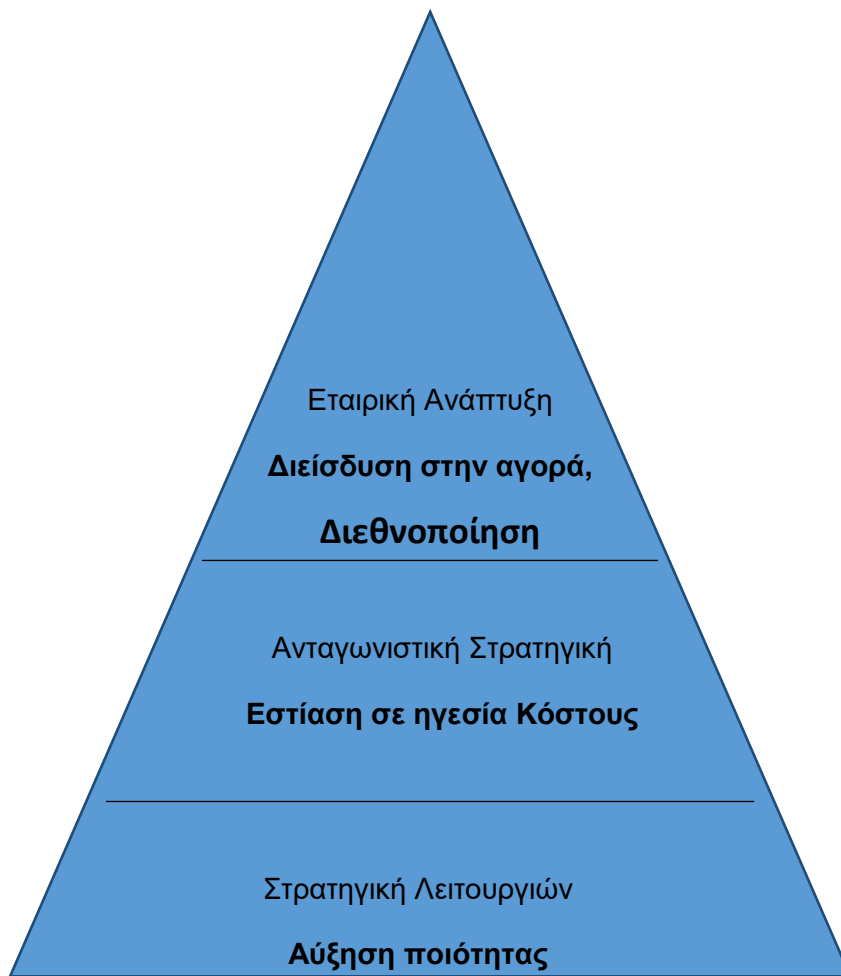 Εταιρική Ανάπτυξη
Διείσδυση στην αγορά,
Διεθνοποίηση
Ανταγωνιστική Στρατηγική
Εστίαση σε ηγεσία Κόστους
Στρατηγική Λειτουργιών
Αύξηση ποιότητας